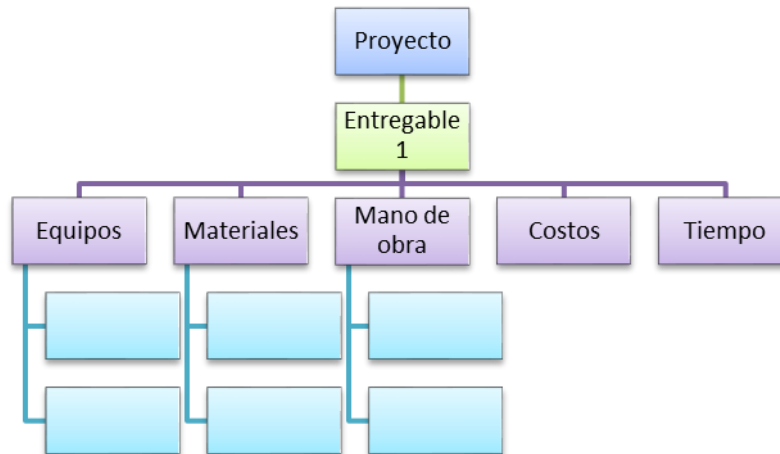 Proyecto
Entregable
1
Equipos
Materiales
Mano de
obra
Costos
Tiempo